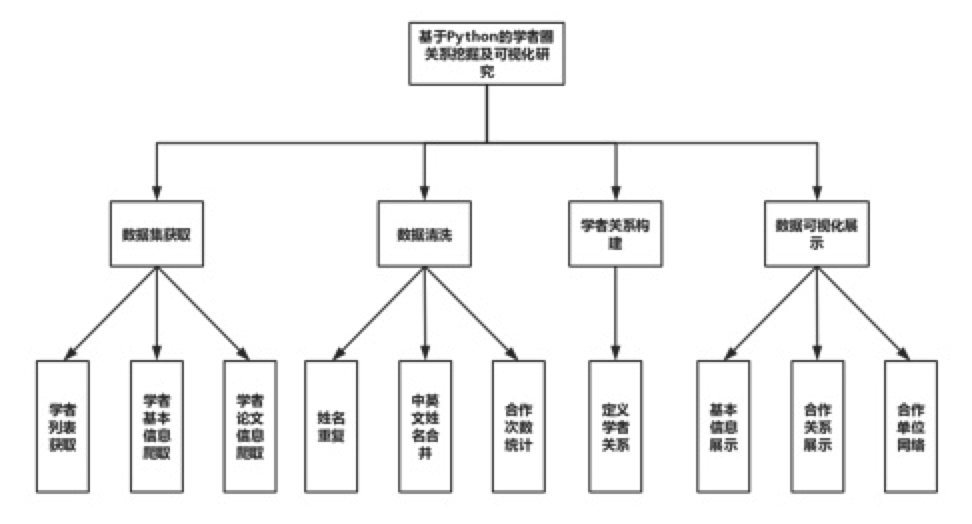 基于Python的学者圈
关系挖掘及可视化研
究
数据集获取
数据清洗
学者关系构
建
数据可视化展
示
学者
列表
获取
学者
基本
信息
爬取
学者
论文
信息
爬取
姓名
重复
中英
文姓
名合
并
合作
次数
统计
定义
学者
关系
基本
信息
展示
合作
关系
展示
合作
单位
网络